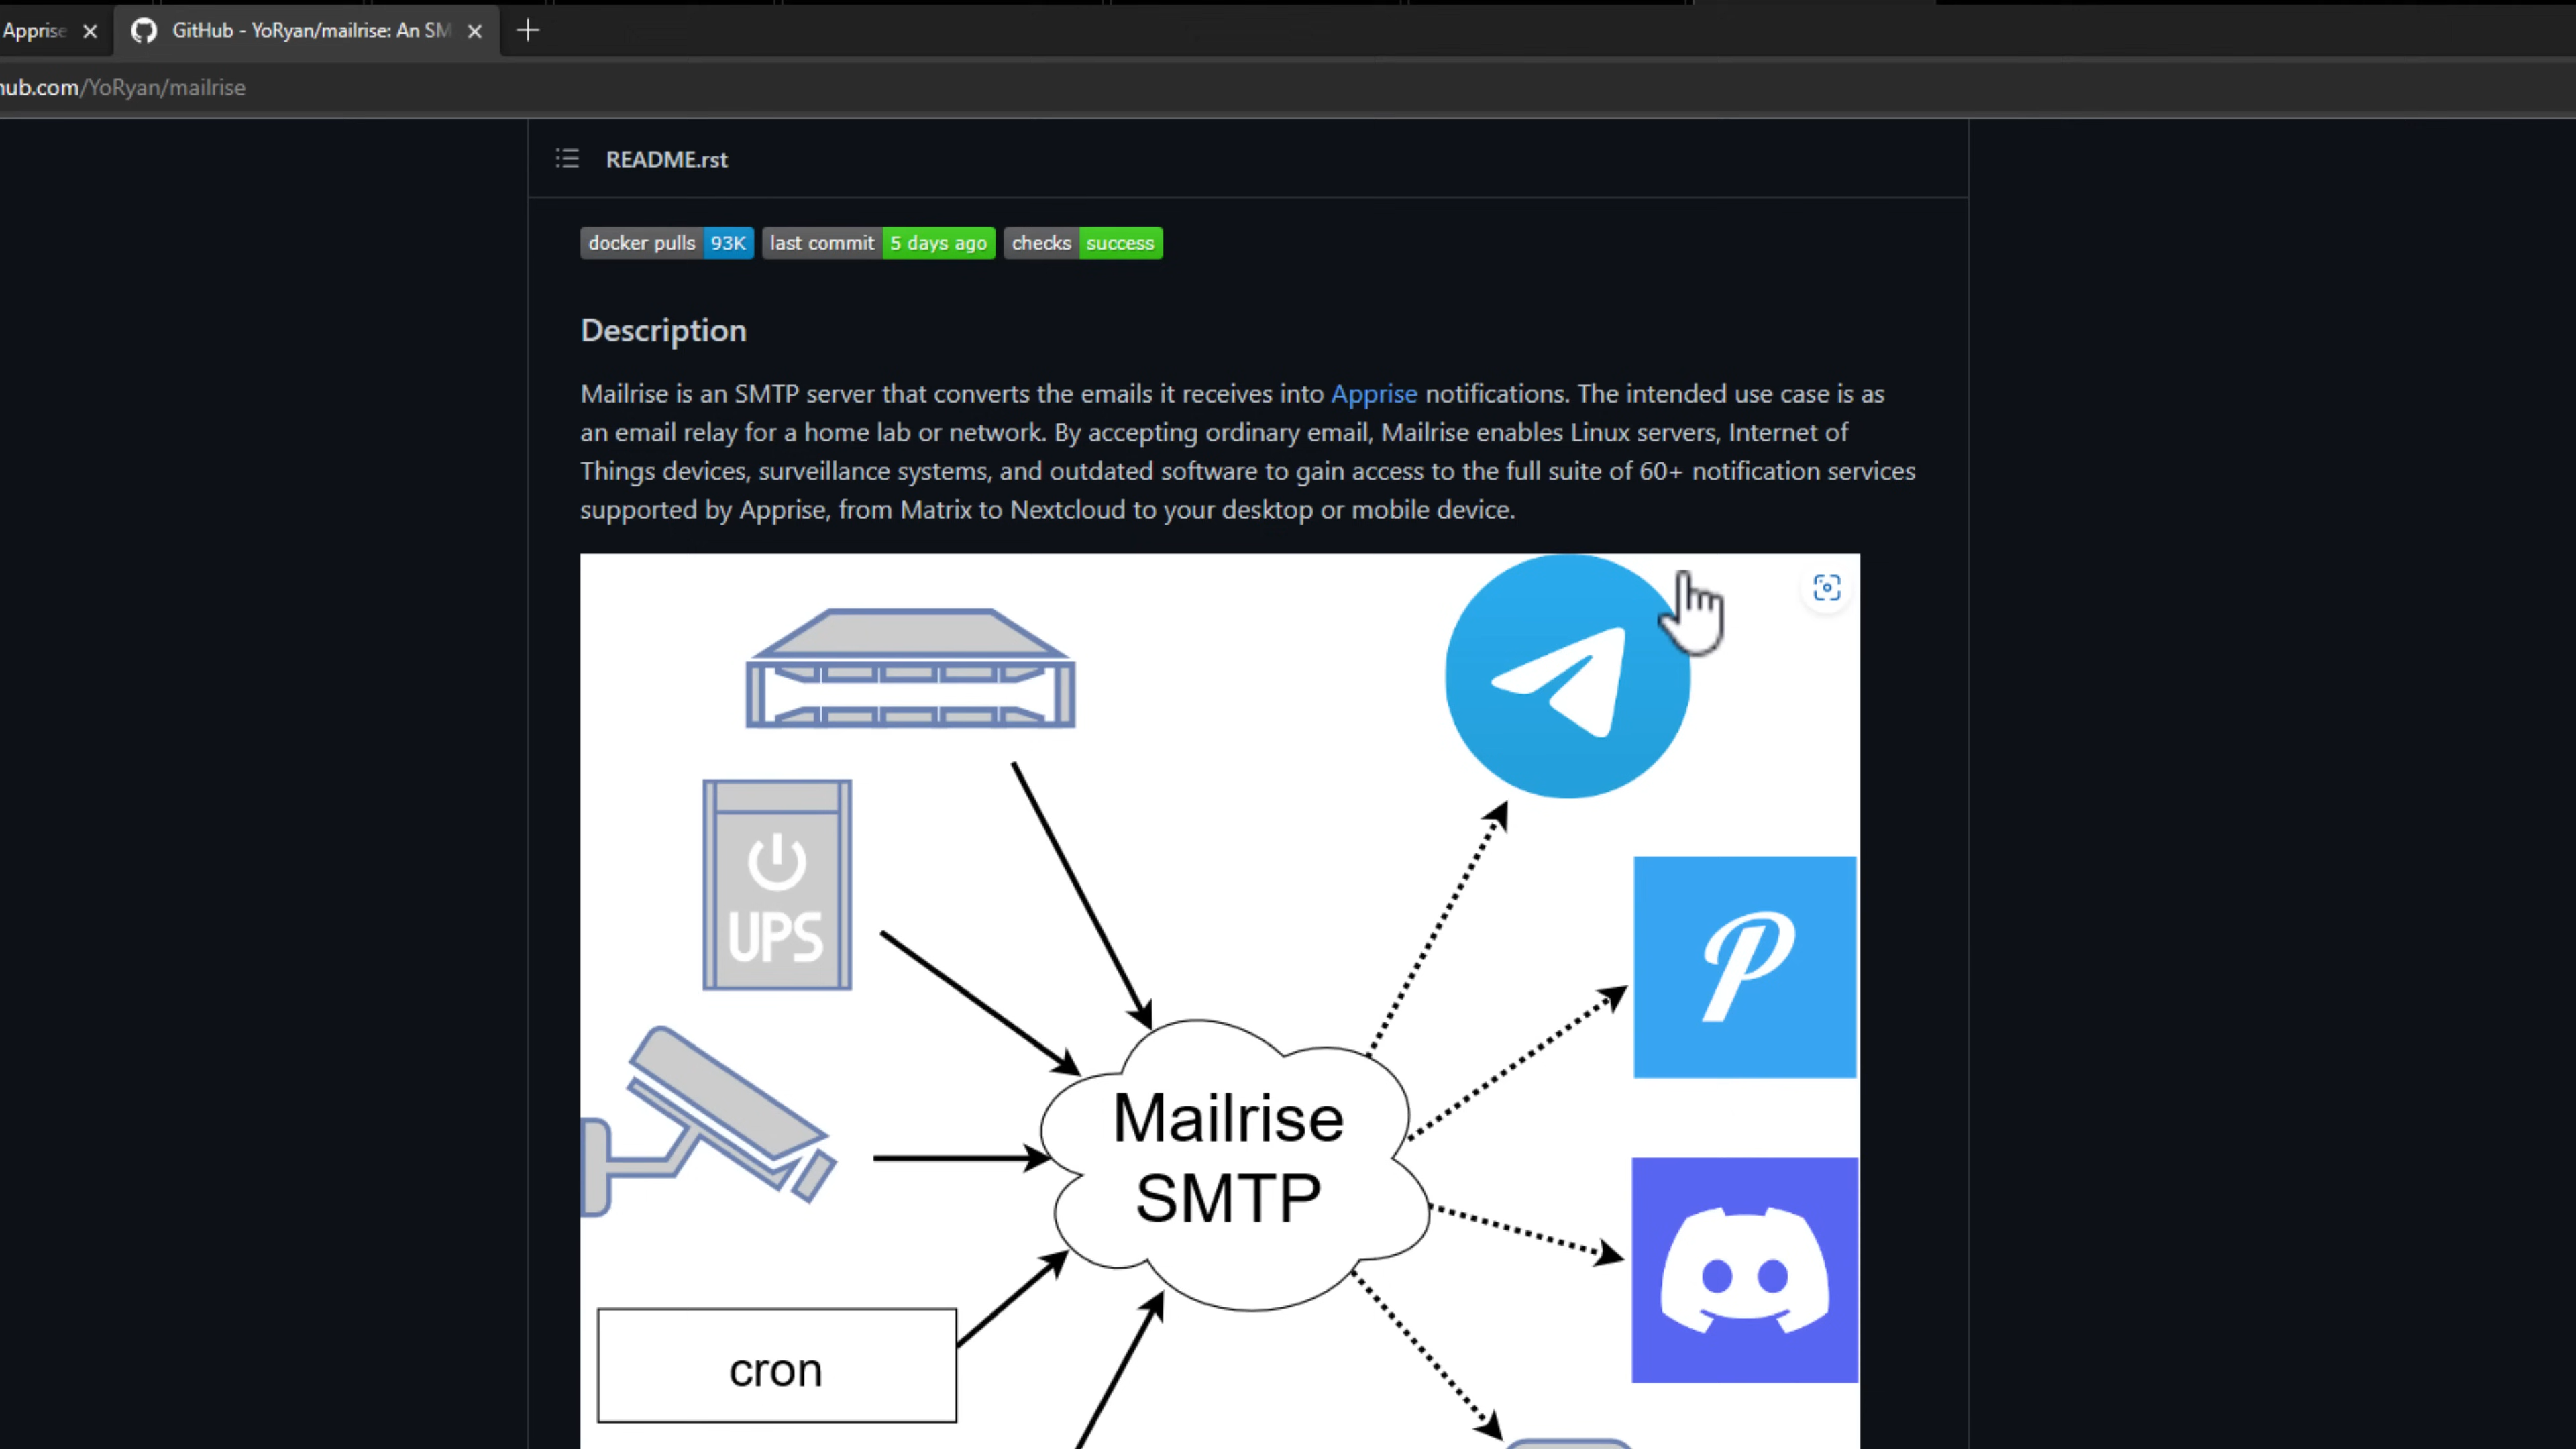 Apprise
GitHub - YoRyan/mailrise: An SM
hub.com/YoRyan/mailrise
README.rst
docker pulls 93K last commit 5 days ago checks success
Description
Mailrise is an SMTP server that converts the emails it receives into Apprise notifications. The intended use case is as
an email relay for a home lab or network. By accepting ordinary email, Mailrise enables Linux servers, Internet of
Things devices, surveillance systems, and outdated software to gain access to the full suite of 60+ notification services
supported by Apprise, from Matrix to Nextcloud to your desktop or mobile device.
UPS
Mailrise
SMTP
cron